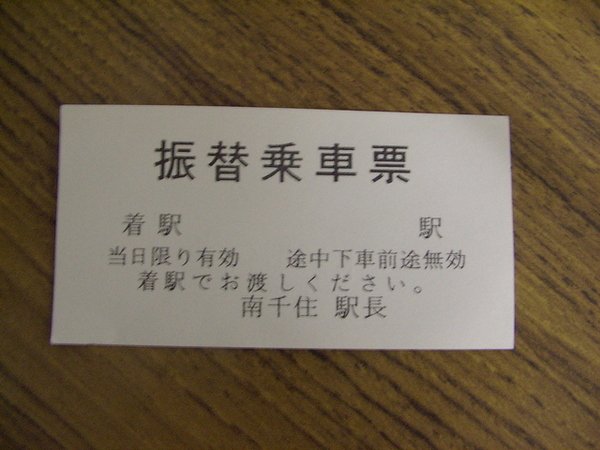 振替乗車票
着駅 駅
当日限り有効 途中下車前途無効
着駅でお渡しください。
南千住 駅長